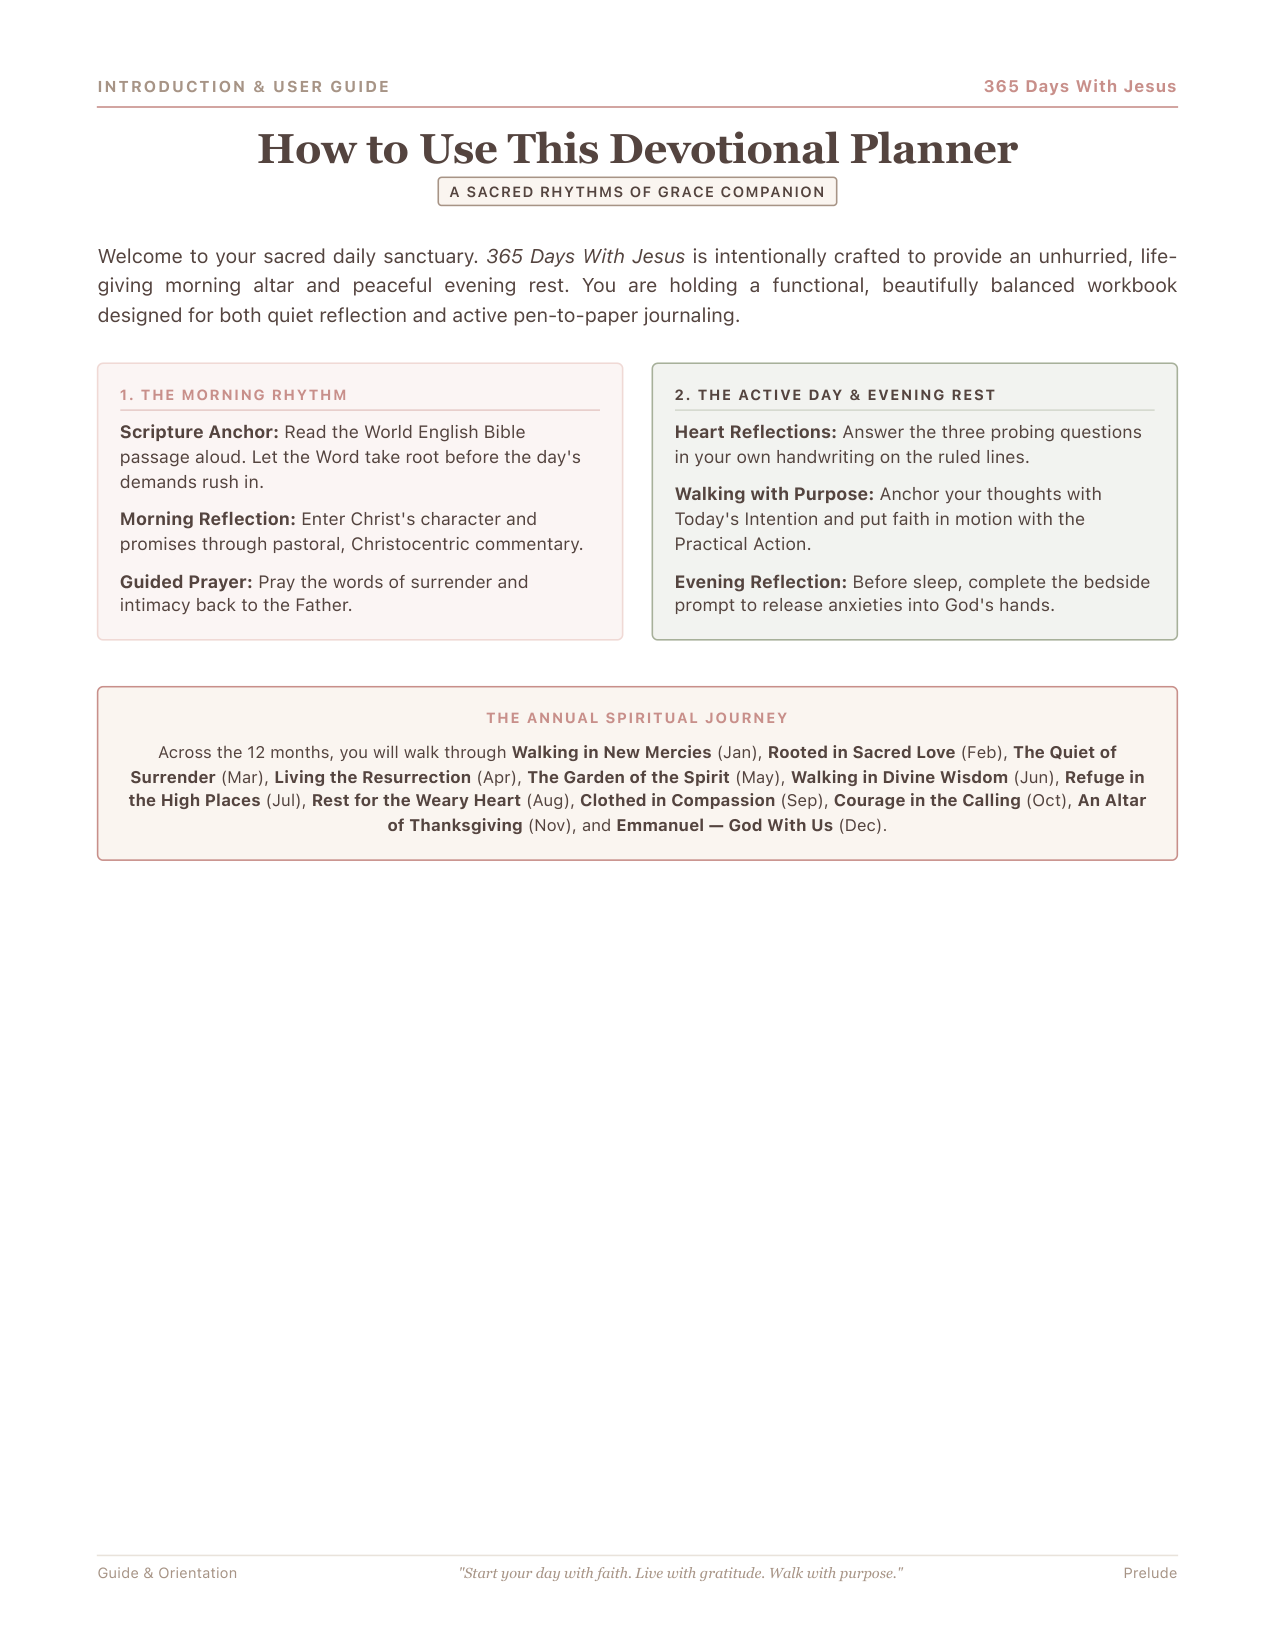 INTRODUCTION & USER GUIDE
365 Days With Jesus
How to Use This Devotional Planner
A SACRED RHYTHMS OF GRACE COMPANION
Welcome to your sacred daily sanctuary. 365 Days With Jesus is intentionally crafted to provide an unhurried, life-
giving morning altar and peaceful evening rest. You are holding a functional, beautifully balanced workbook
designed for both quiet reflection and active pen-to-paper journaling.
1. THE MORNING RHYTHM
Scripture Anchor: Read the World English Bible
passage aloud. Let the Word take root before the day's
demands rush in.
Morning Reflection: Enter Christ's character and
promises through pastoral, Christocentric commentary.
Guided Prayer: Pray the words of surrender and
intimacy back to the Father.
2. THE ACTIVE DAY & EVENING REST
Heart Reflections: Answer the three probing questions
in your own handwriting on the ruled lines.
Walking with Purpose: Anchor your thoughts with
Today's Intention and put faith in motion with the
Practical Action.
Evening Reflection: Before sleep, complete the bedside
prompt to release anxieties into God's hands.
THE ANNUAL SPIRITUAL JOURNEY
Across the 12 months, you will walk through Walking in New Mercies (Jan), Rooted in Sacred Love (Feb), The Quiet of
Surrender (Mar), Living the Resurrection (Apr), The Garden of the Spirit (May), Walking in Divine Wisdom (Jun), Refuge in
the High Places (Jul), Rest for the Weary Heart (Aug), Clothed in Compassion (Sep), Courage in the Calling (Oct), An Altar
of Thanksgiving (Nov), and Emmanuel — God With Us (Dec).
Guide & Orientation
"Start your day with faith. Live with gratitude. Walk with purpose."
Prelude